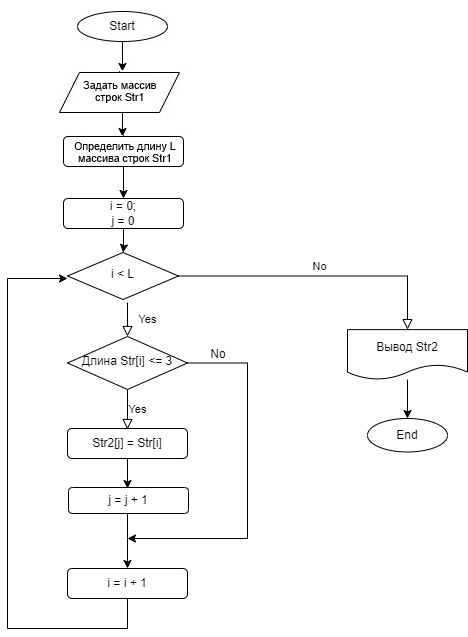 Start
Задать массив
строк Str1
Определить длину L
массива строк Str1
i = 0;
j = 0
i < L
No
Yes
Вывод Str2
Длина Str[i] <= 3
No
Yes
End
Str2[j] = Str[i]
j = j + 1
i = i + 1